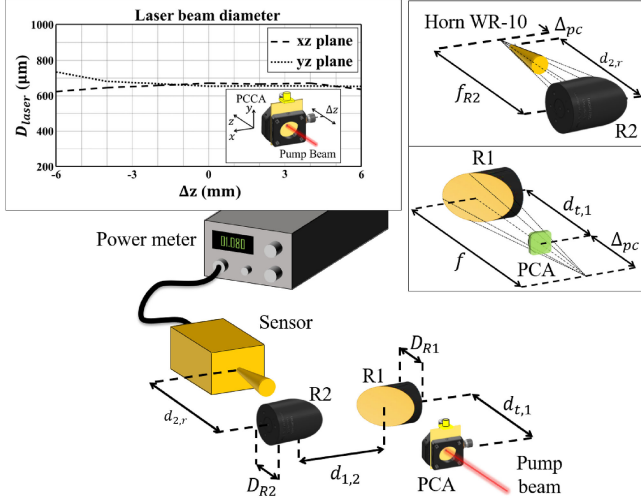 Laser beam diameter
1000
800
600
400
200
D_laser (μm)
-6
-3
0
3
6
Δz (mm)
xz plane
yz plane
PCCA
y
z
x
Δz
Pump Beam
Horn WR-10
Δ_pc
d_2,r
f_R2
R2
R1
d_t,1
PCA
Δ_pc
f
Power meter
01.080
Sensor
d_2,r
R2
D_R2
d_1,2
R1
D_R1
d_t,1
PCA
Pump
beam